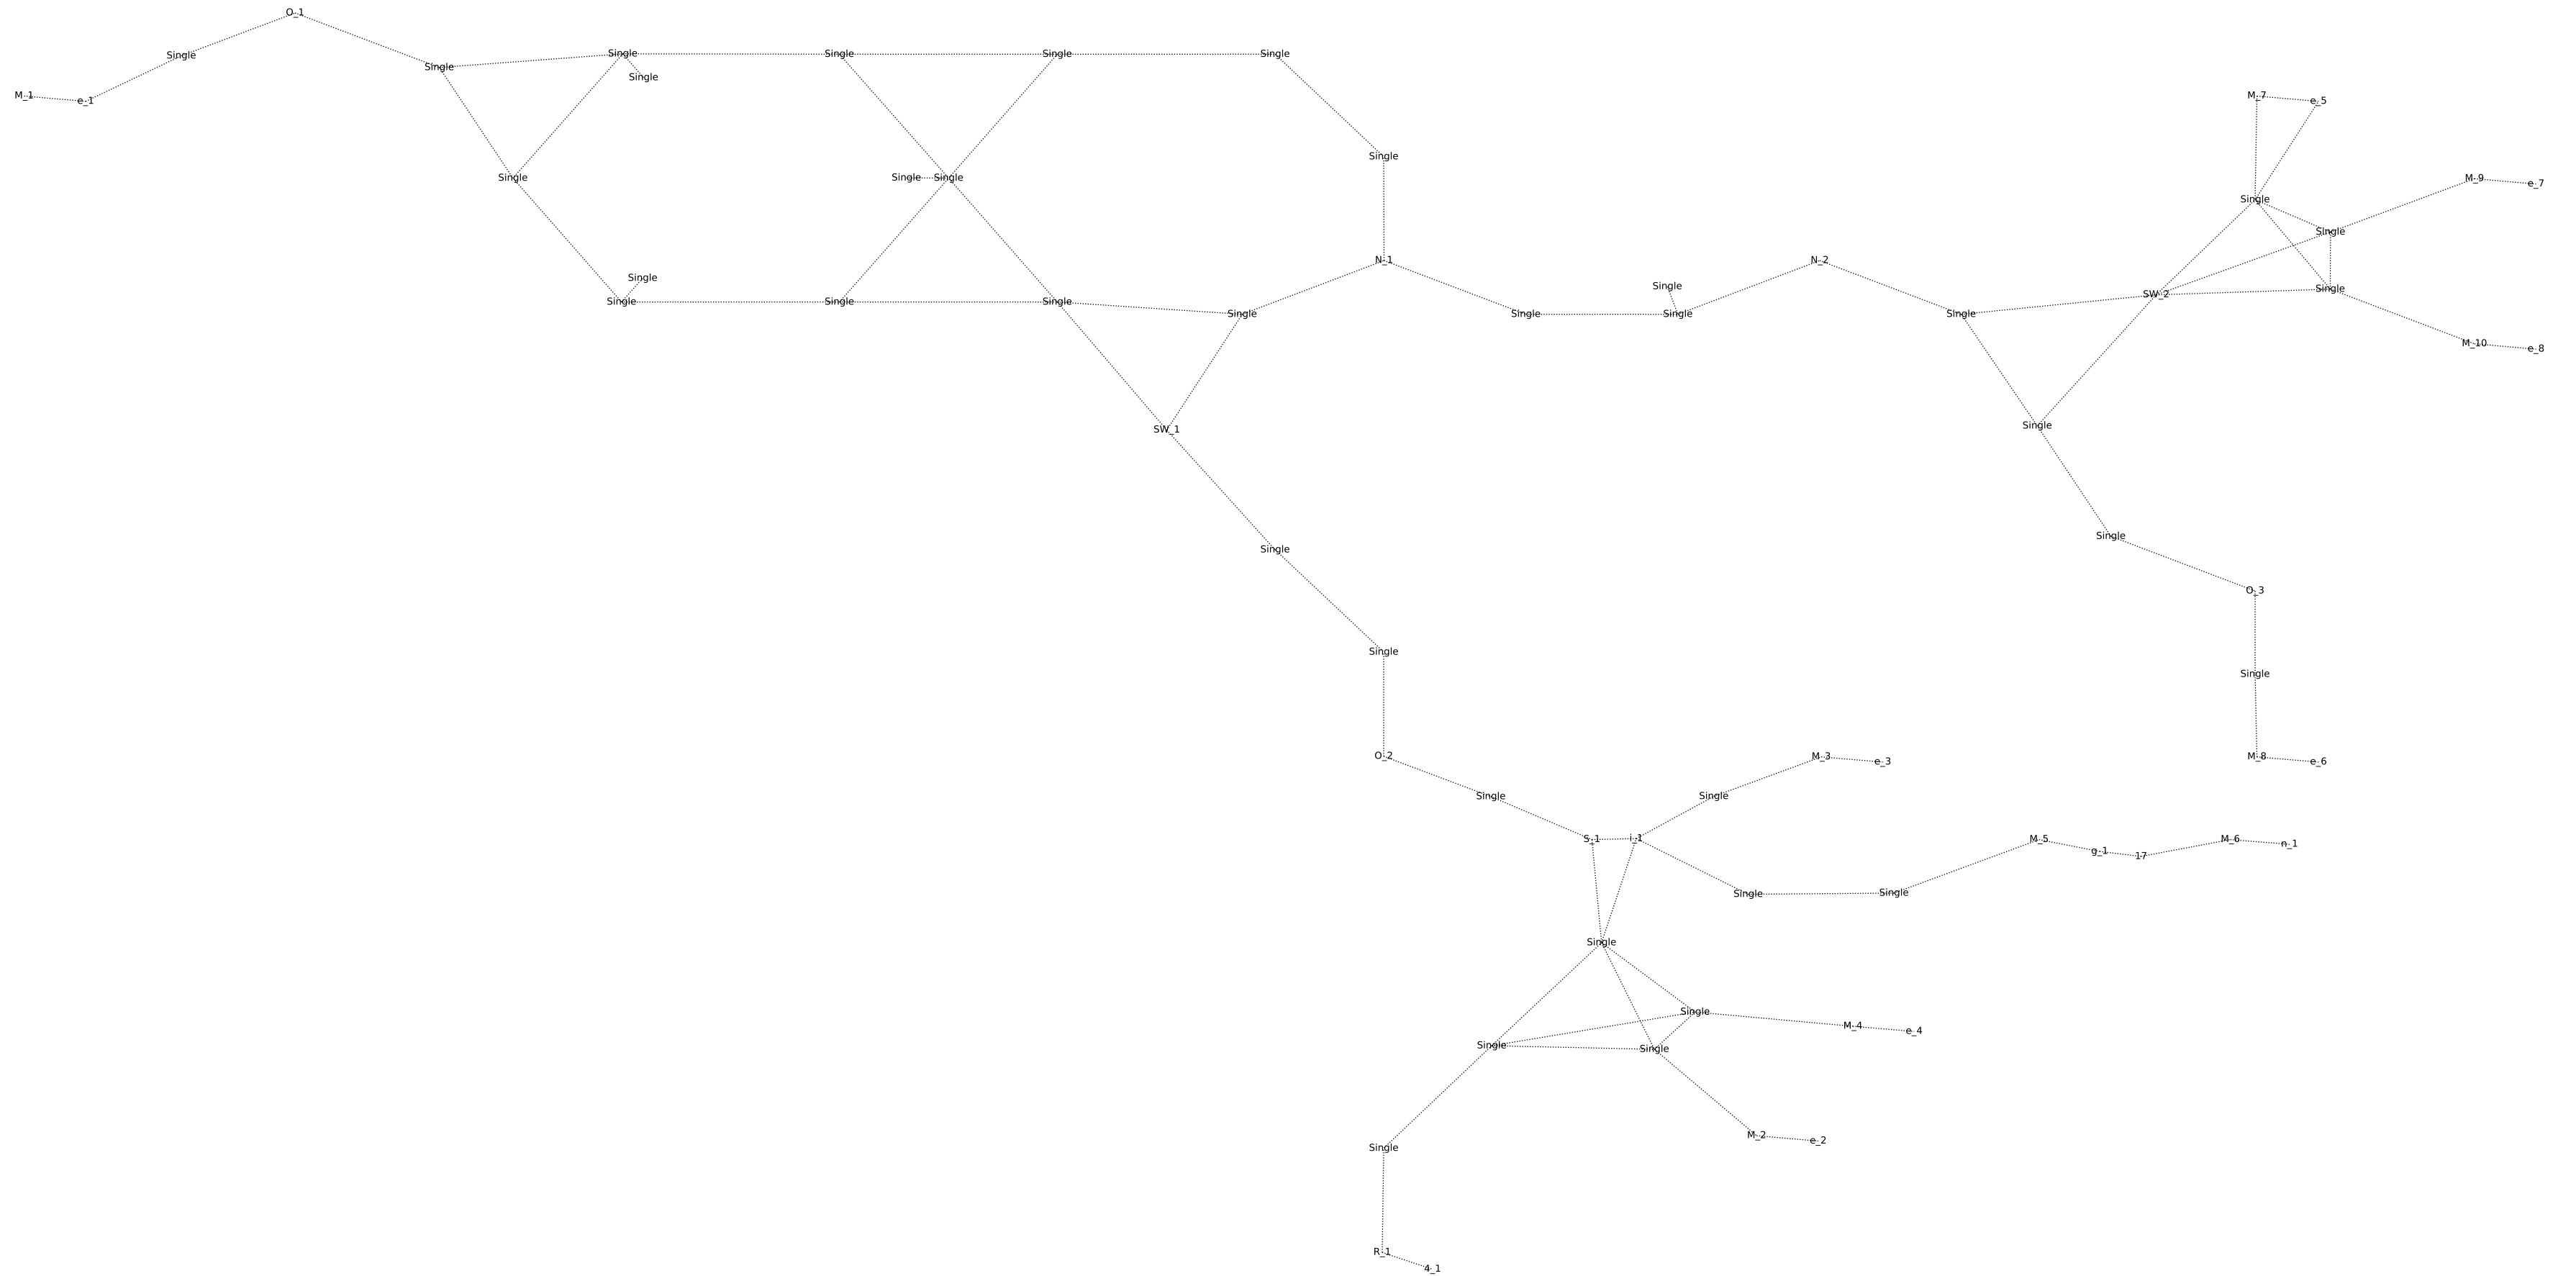 O_1
Single Single Single Single Single
Single
Single
M_1 e_1
M_7 e_5
Single
Single Single Single
M_9 e_7
Single
Single
N_1 N_2
Single
Single
Single
Single
SW_2
Single Single Single
Single Single Single Single
M_10 e_8
Single
SW_1
Single
Single
O_3
Single
Single
O_2
M_3 e_3
M_8 e_6
Single Single
S_1 i_1
M_5 g_1 17 M_6 n_1
Single Single
Single
Single
M_4 e_4
Single Single
M_2 e_2
Single
R_1
4_1